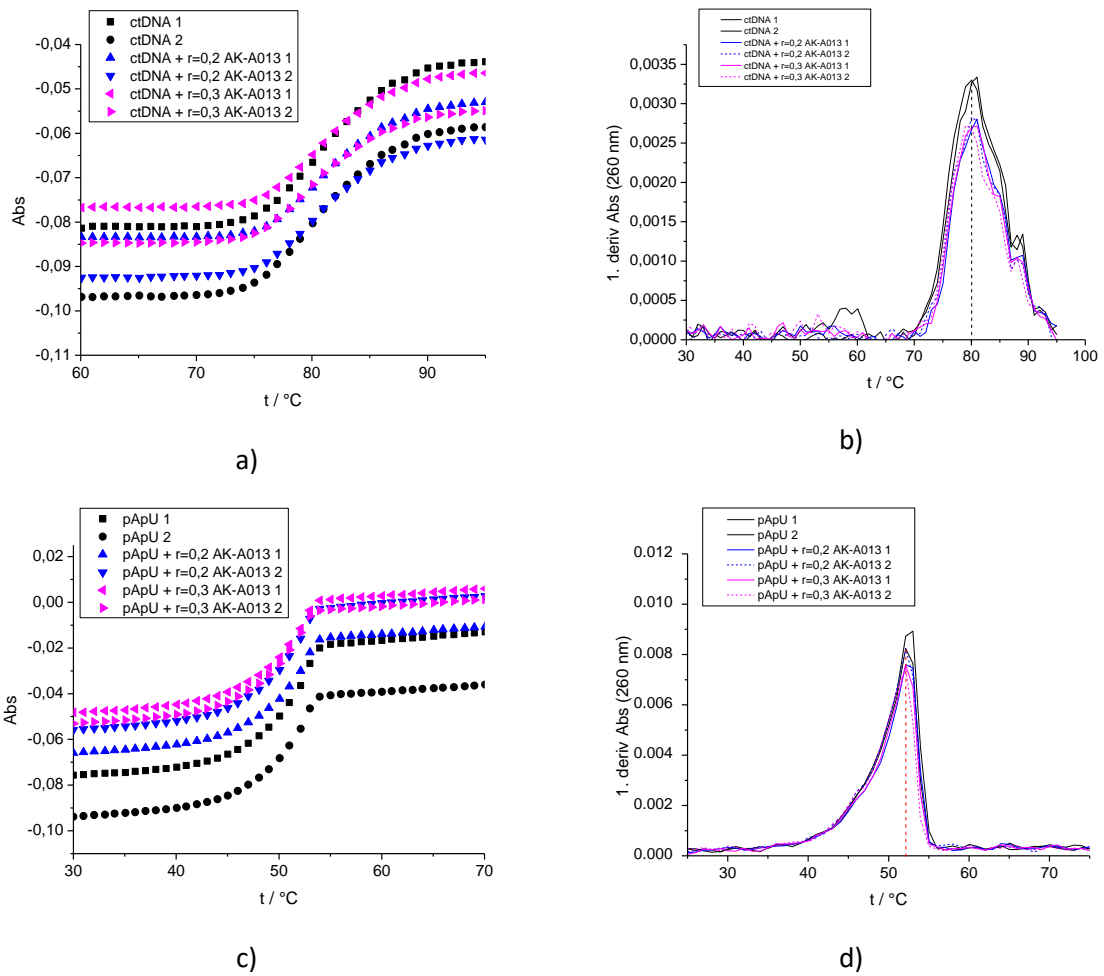 ctDNA 1
ctDNA 2
ctDNA + r=0,2 AK-A013 1
ctDNA + r=0,2 AK-A013 2
ctDNA + r=0,3 AK-A013 1
ctDNA + r=0,3 AK-A013 2
-0,04
-0,05
-0,06
-0,07
-0,08
-0,09
-0,10
-0,11
Abs
60 70 80 90
t / °C
a)
ctDNA 1
ctDNA 2
ctDNA + r=0,2 AK-A013 1
ctDNA + r=0,2 AK-A013 2
ctDNA + r=0,3 AK-A013 1
ctDNA + r=0,3 AK-A013 2
0,0035
0,0030
0,0025
0,0020
0,0015
0,0010
0,0005
0,0000
1. deriv Abs (260 nm)
30 40 50 60 70 80 90 100
t / °C
b)
pApU 1
pApU 2
pApU + r=0,2 AK-A013 1
pApU + r=0,2 AK-A013 2
pApU + r=0,3 AK-A013 1
pApU + r=0,3 AK-A013 2
0,02
0,00
-0,02
-0,04
-0,06
-0,08
-0,10
Abs
30 40 50 60 70
t / °C
c)
pApU 1
pApU 2
pApU + r=0,2 AK-A013 1
pApU + r=0,2 AK-A013 2
pApU + r=0,3 AK-A013 1
pApU + r=0,3 AK-A013 2
0.012
0.010
0.008
0.006
0.004
0.002
0.000
1. deriv Abs (260 nm)
30 40 50 60 70
t / °C
d)